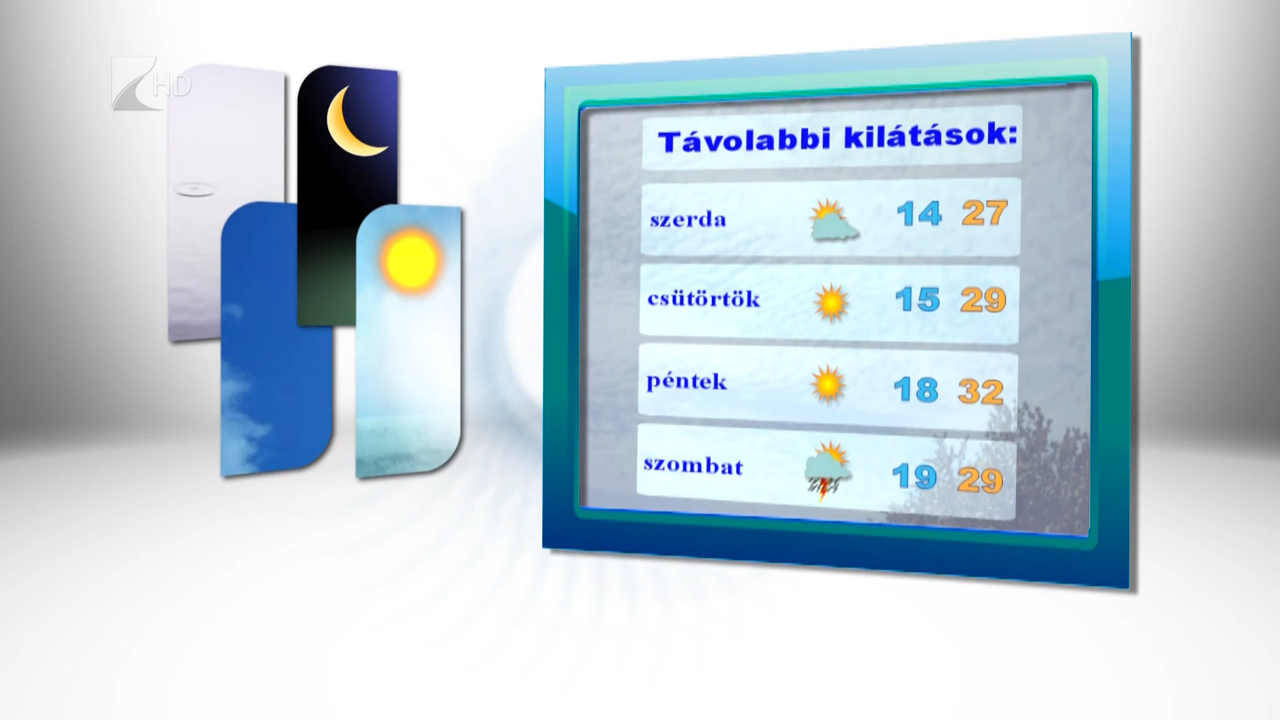 HD
Távolabbi kilátások:
szerda 14 27
csütörtök 15 29
péntek 18 32
szombat 19 29